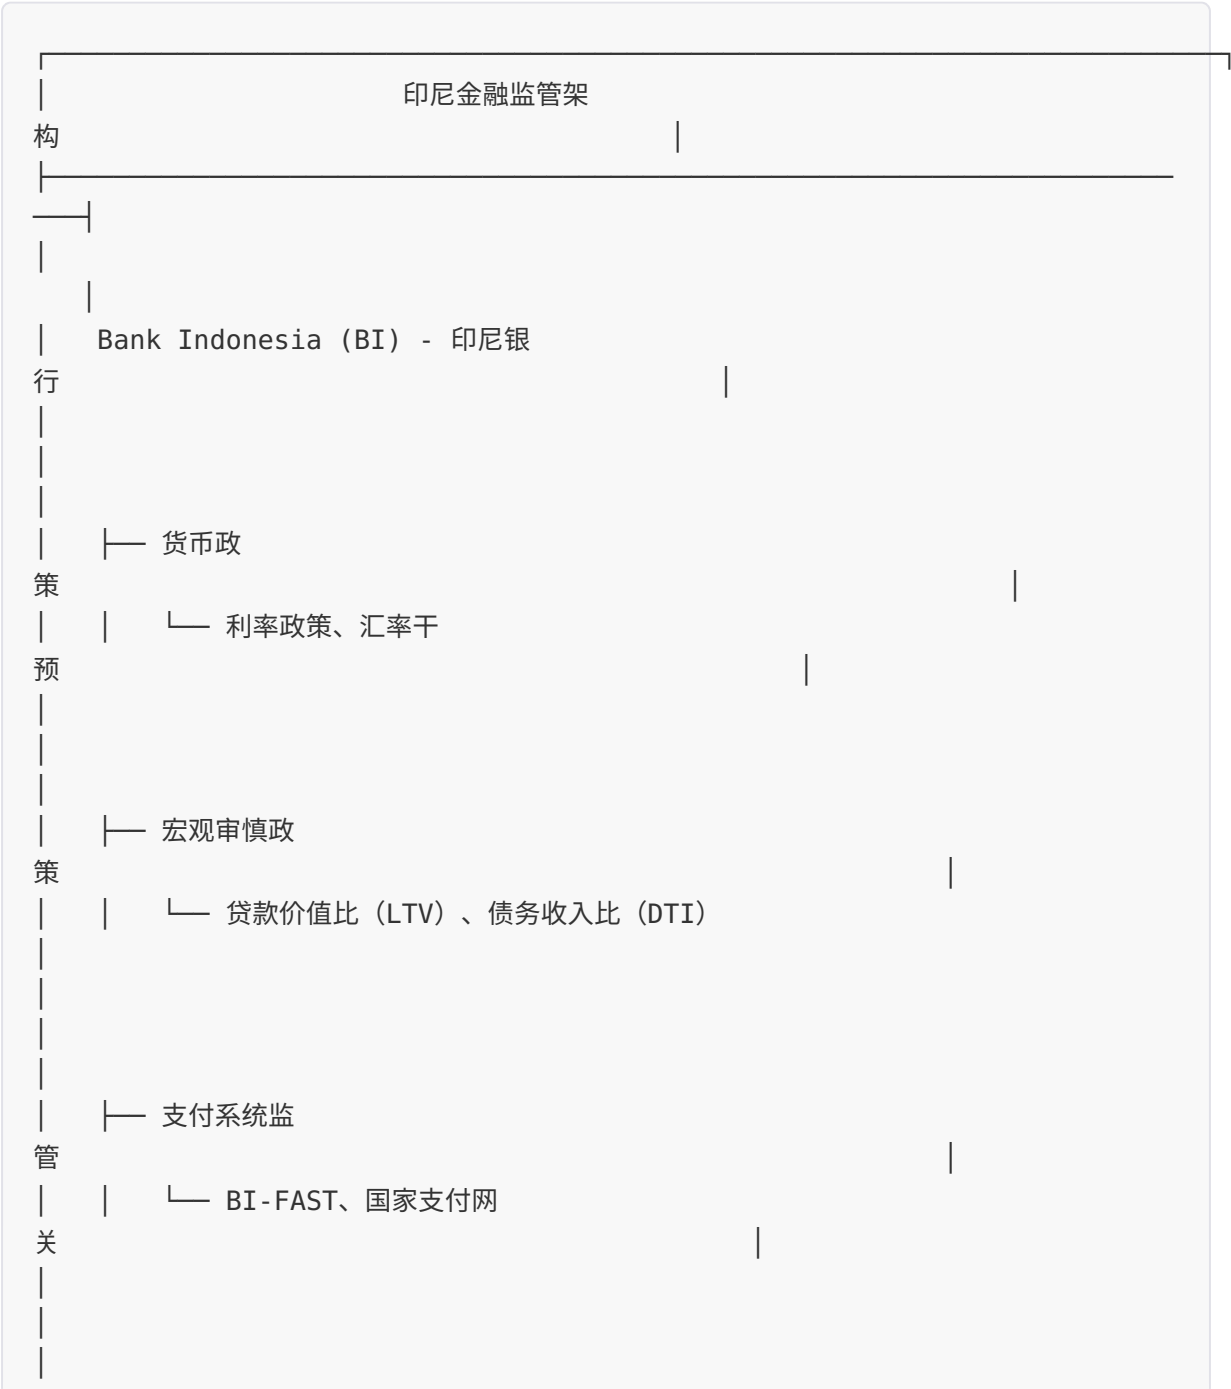 印尼金融监管架
构
Bank Indonesia (BI) - 印尼银
行
├── 货币政
策
│ └── 利率政策、汇率干
预
├── 宏观审慎政
策
│ └── 贷款价值比（LTV）、债务收入比（DTI）
├── 支付系统监
管
│ └── BI-FAST、国家支付网
关